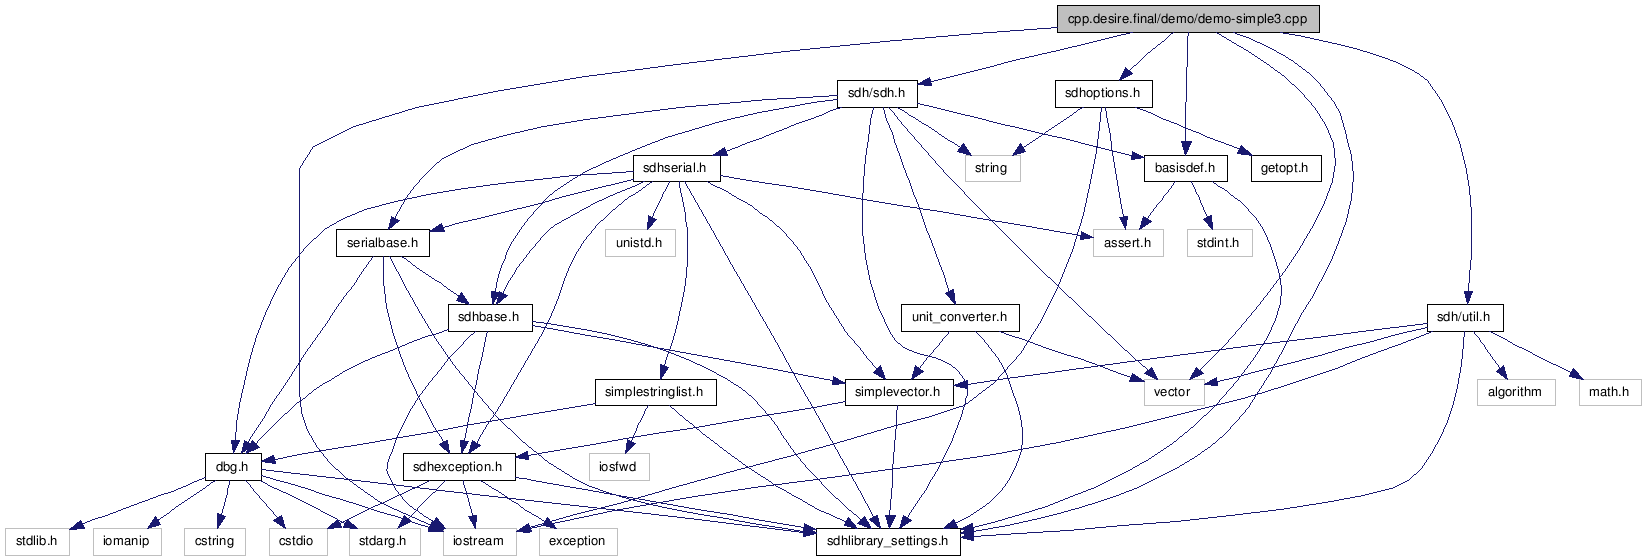 cpp.desire.final/demo/demo-simple3.cpp
sdh/sdh.h
sdhoptions.h
sdhserial.h
string
basisdef.h
getopt.h
serialbase.h
unistd.h
assert.h
stdint.h
sdhbase.h
unit_converter.h
sdh/util.h
simplestringlist.h
simplevector.h
vector
algorithm
math.h
dbg.h
sdhexception.h
iosfwd
stdlib.h
iomanip
cstring
cstdio
stdarg.h
iostream
exception
sdhlibrary_settings.h